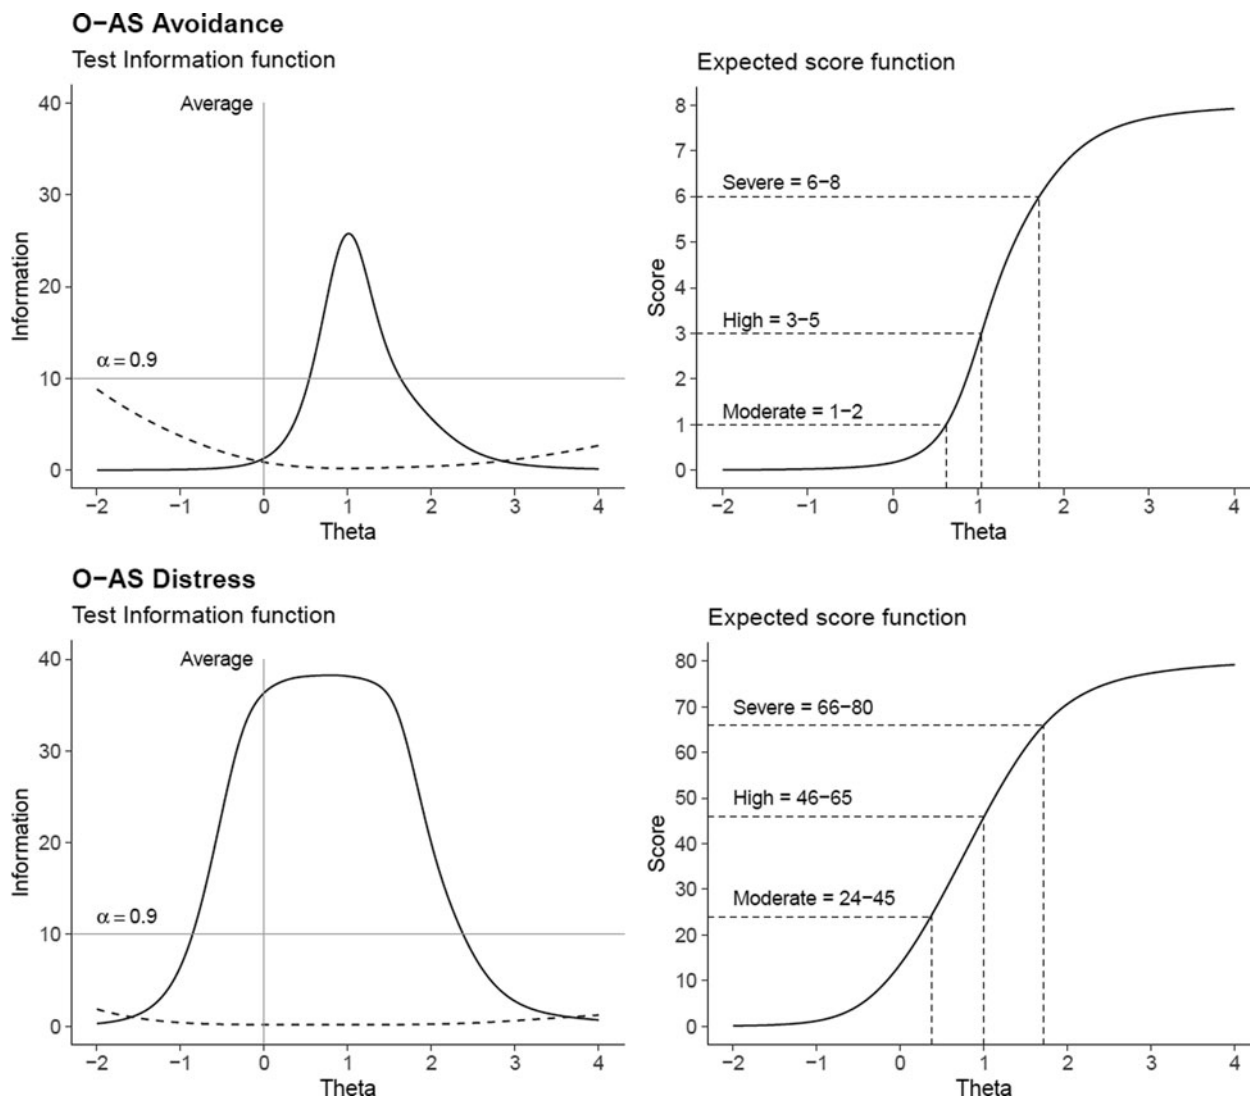 O−AS Avoidance
Test Information function
Expected score function
Average
40
30
20
10
0
Information
α = 0.9
−2 −1 0 1 2 3 4
Theta
8
7
6
5
4
3
2
1
0
Score
Severe = 6−8
High = 3−5
Moderate = 1−2
−2 −1 0 1 2 3 4
Theta
O−AS Distress
Test Information function
Expected score function
Average
40
30
20
10
0
Information
α = 0.9
−2 −1 0 1 2 3 4
Theta
80
70
60
50
40
30
20
10
0
Score
Severe = 66−80
High = 46−65
Moderate = 24−45
−2 −1 0 1 2 3 4
Theta